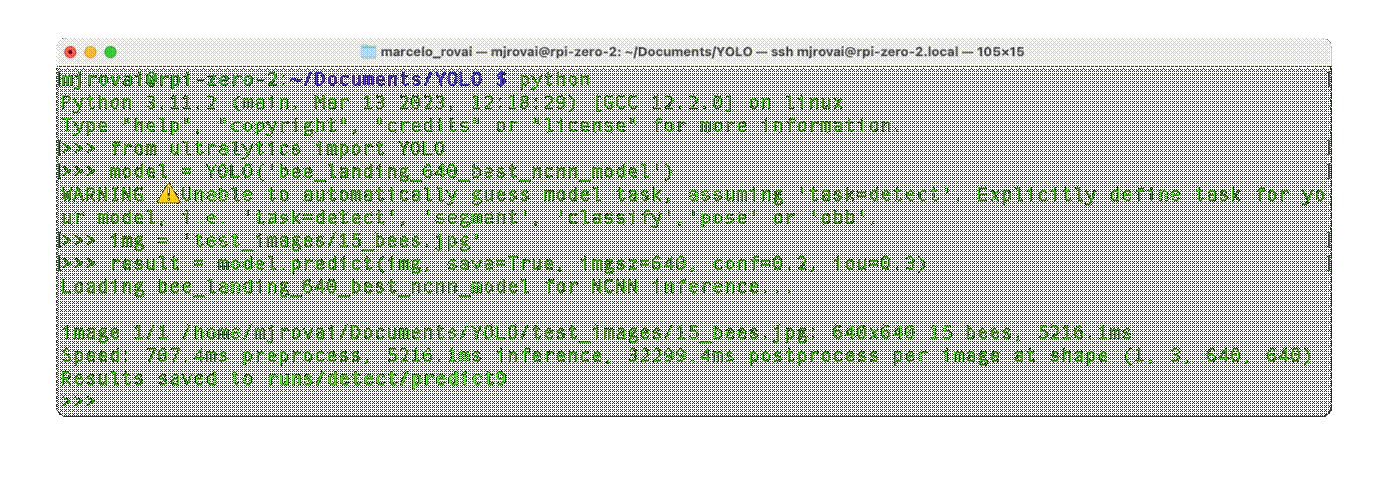 marcelo_rovai — mjrovai@rpi-zero-2: ~/Documents/YOLO — ssh mjrovai@rpi-zero-2.local — 105×15
mjrovai@rpi-zero-2:~/Documents/YOLO $ python
Python 3.11.2 (main, Mar 13 2023, 12:18:29) [GCC 12.2.0] on linux
Type "help", "copyright", "credits" or "license" for more information.
>>> from ultralytics import YOLO
>>> model = YOLO('bee_landing_640_best_ncnn_model')
WARNING ⚠️Unable to automatically guess model task, assuming 'task=detect'. Explicitly define task for yo
ur model, i.e. 'task=detect', 'segment', 'classify','pose' or 'obb'.
>>> img = 'test_images/15_bees.jpg'
>>> result = model.predict(img, save=True, imgsz=640, conf=0.2, iou=0.3)
Loading bee_landing_640_best_ncnn_model for NCNN inference...
image 1/1 /home/mjrovai/Documents/YOLO/test_images/15_bees.jpg: 640x640 15 bees, 5216.1ms
Speed: 707.4ms preprocess, 5216.1ms inference, 32299.4ms postprocess per image at shape (1, 3, 640, 640)
Results saved to runs/detect/predict9
>>>